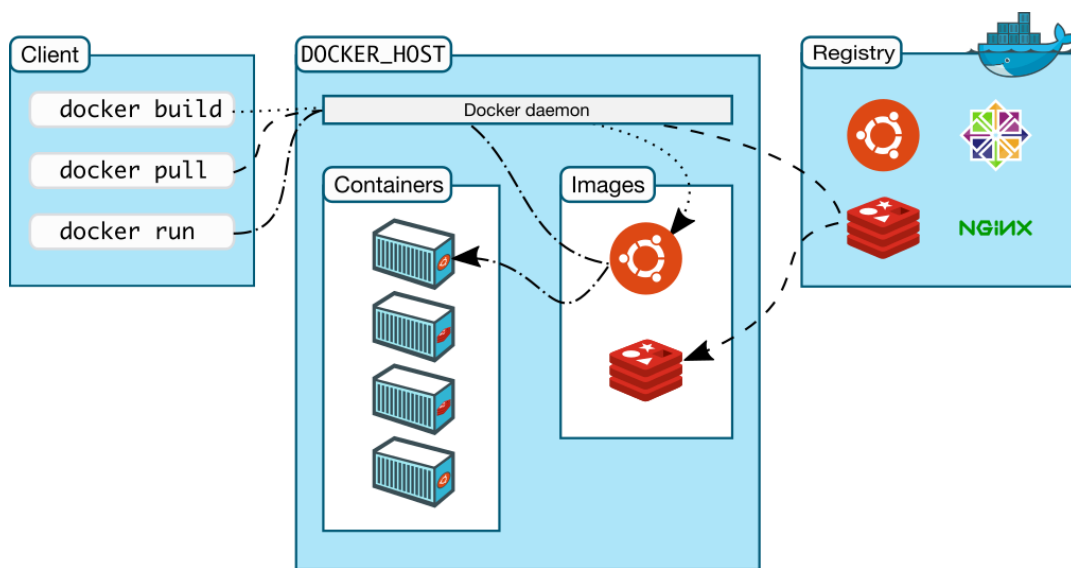 Client
docker build
docker pull
docker run
DOCKER_HOST
Docker daemon
Containers
Images
Registry
NGINX